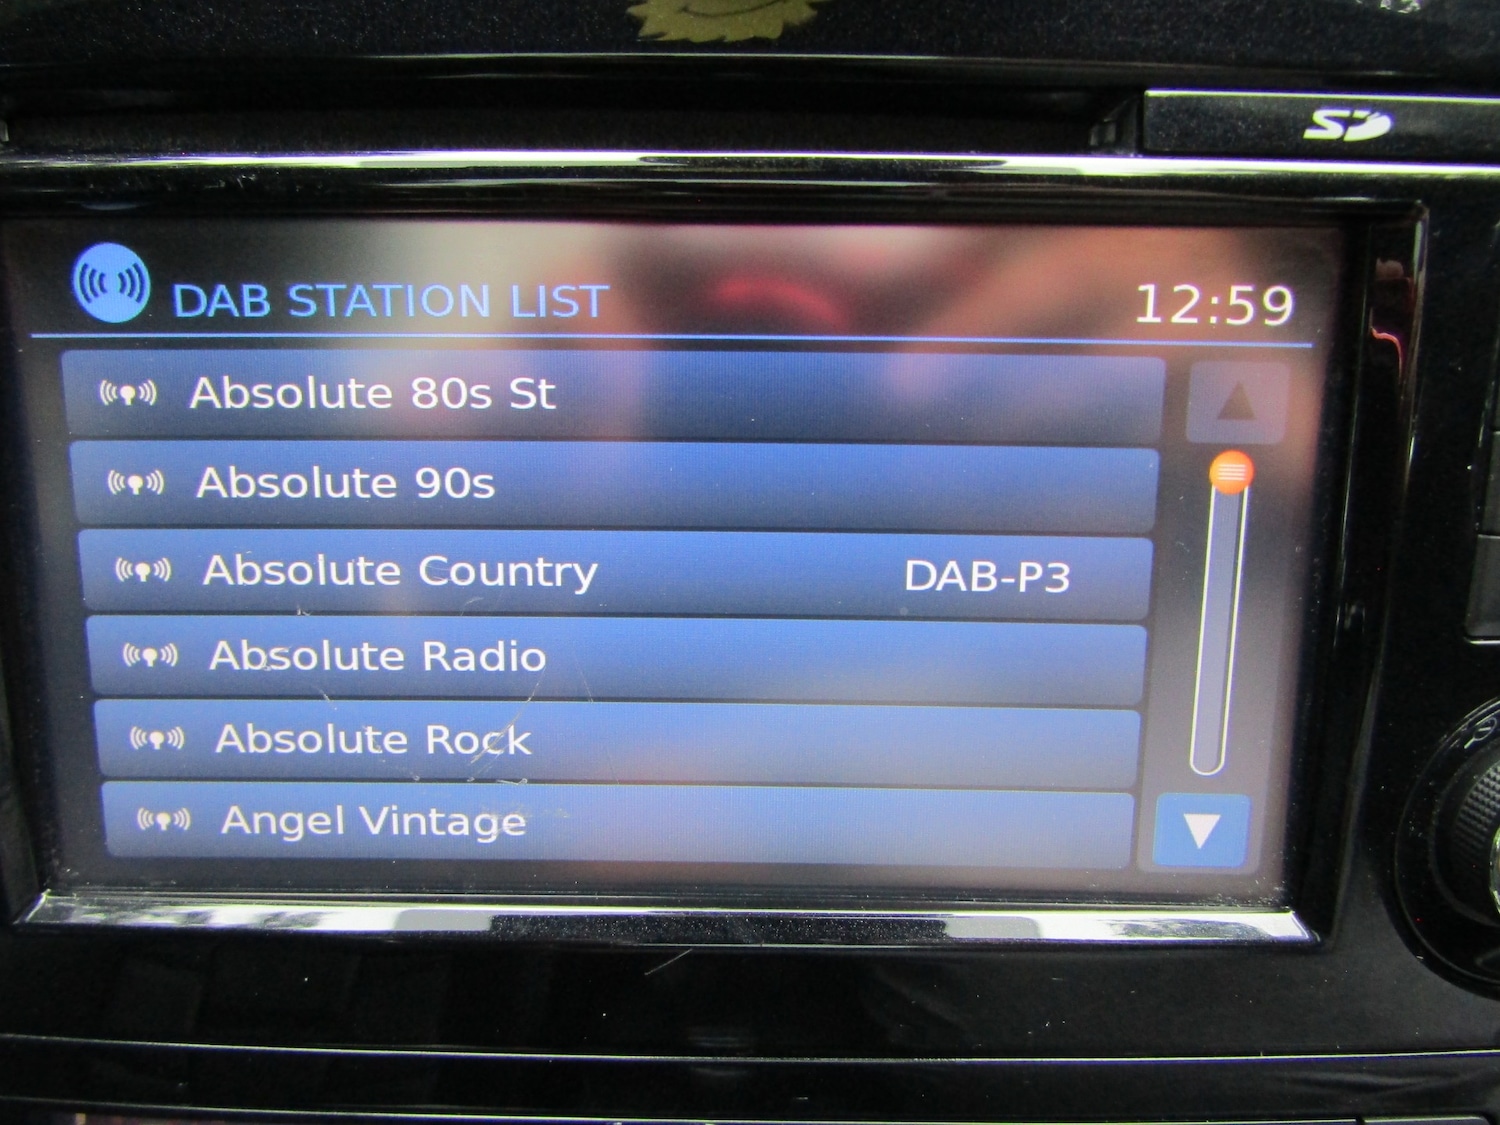 SD
DAB STATION LIST 12:59
Absolute 80s St
Absolute 90s
Absolute Country DAB-P3
Absolute Radio
Absolute Rock
Angel Vintage